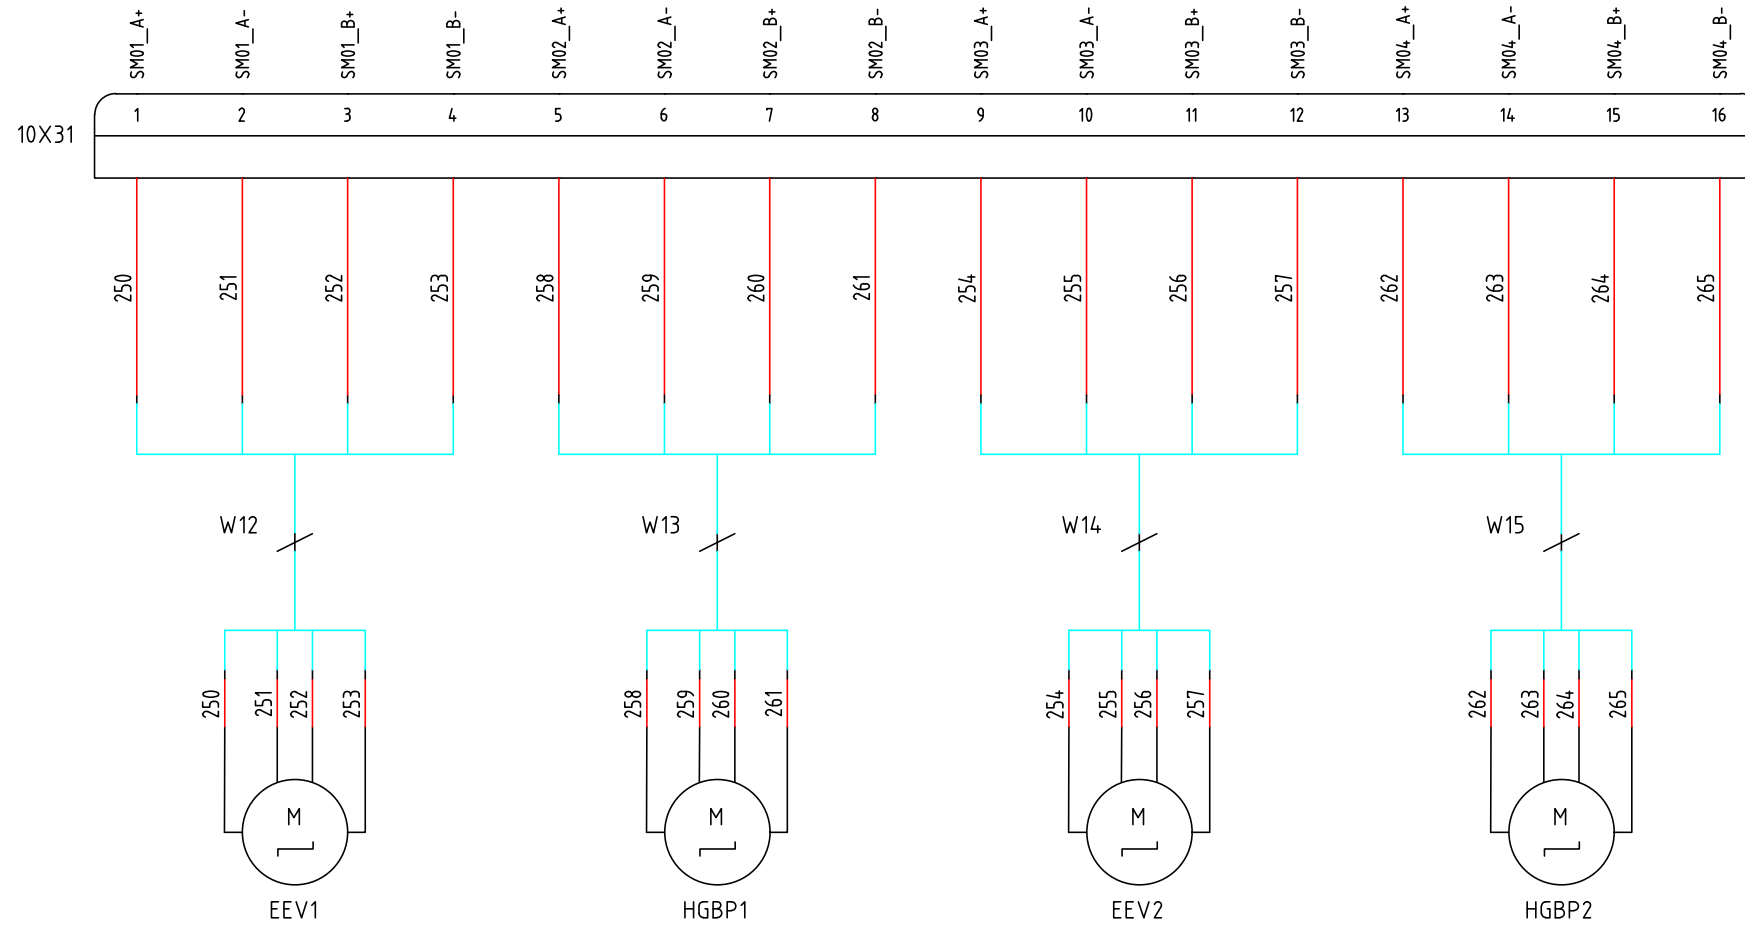 SM01_A+ SM01_A- SM01_B+ SM01_B- SM02_A+ SM02_A- SM02_B+ SM02_B- SM03_A+ SM03_A- SM03_B+ SM03_B- SM04_A+ SM04_A- SM04_B+ SM04_B-
1 2 3 4 5 6 7 8 9 10 11 12 13 14 15 16
10X31
250 251 252 253 258 259 260 261 254 255 256 257 262 263 264 265
W12 W13 W14 W15
250 251 252 253 258 259 260 261 254 255 256 257 262 263 264 265
M M M M
EEV1 HGBP1 EEV2 HGBP2